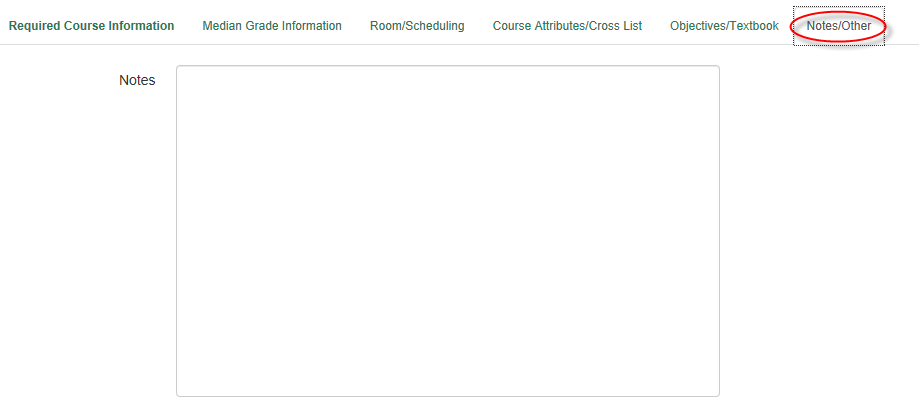 Required Course Information Median Grade Information Room/Scheduling Course Attributes/Cross List Objectives/Textbook Notes/Other
Notes